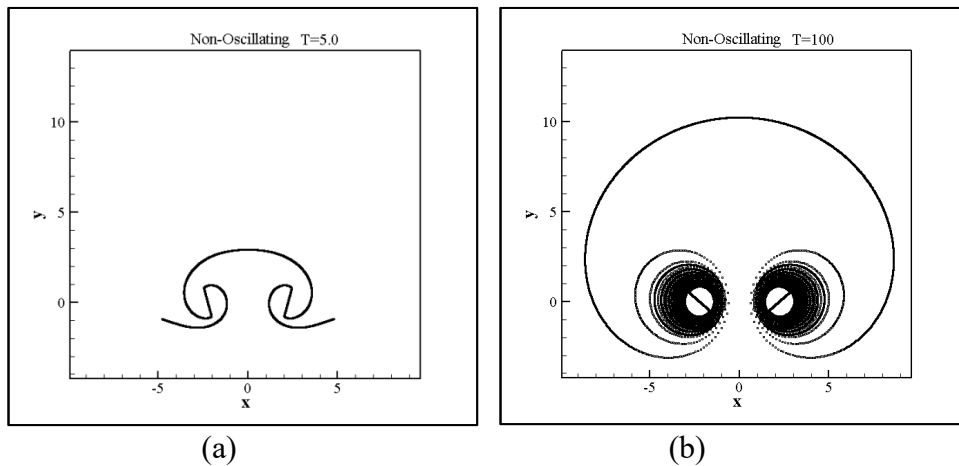 Non-Oscillating T=5.0
10
y
5
0
-5 0 5
x
(a)
Non-Oscillating T=100
10
y
5
0
-5 0 5
x
(b)